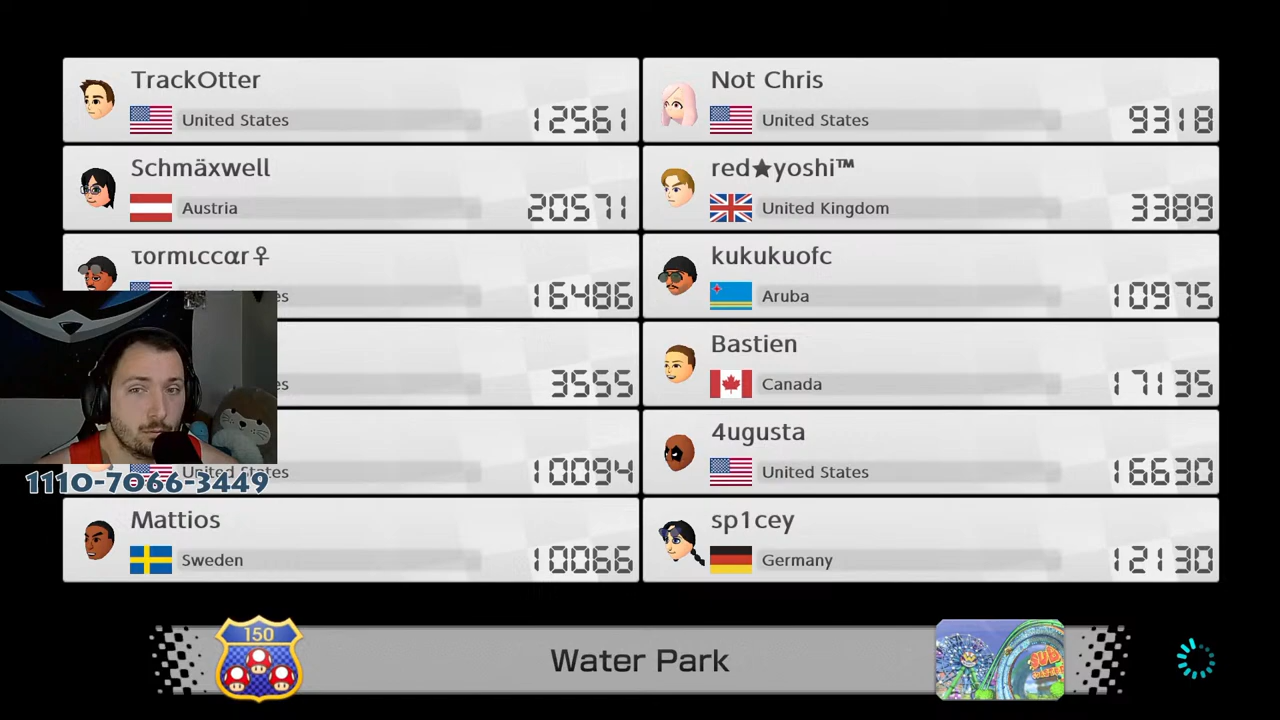 TrackOtter
United States
12561
Not Chris
United States
9318
Schmäxwell
Austria
20571
red★yoshi™
United Kingdom
3389
τormιccαr♀
16486
kukukuofc
Aruba
10975
3555
Bastien
Canada
17135
United States
10094
4ugusta
United States
16630
1110-7066-3449
Mattios
Sweden
10066
sp1cey
Germany
12130
150
Water Park